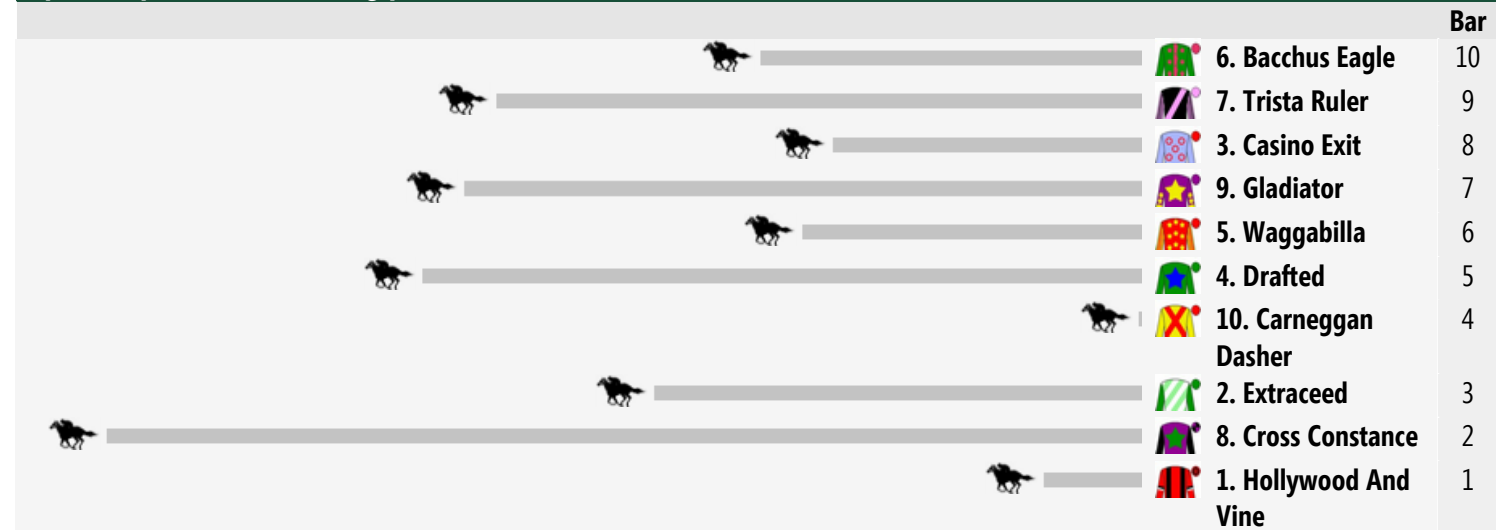 Bar
6. Bacchus Eagle 10
7. Trista Ruler 9
3. Casino Exit 8
9. Gladiator 7
5. Waggabilla 6
4. Drafted 5
10. Carneggan 4
Dasher
2. Extraceed 3
8. Cross Constance 2
1. Hollywood And 1
Vine